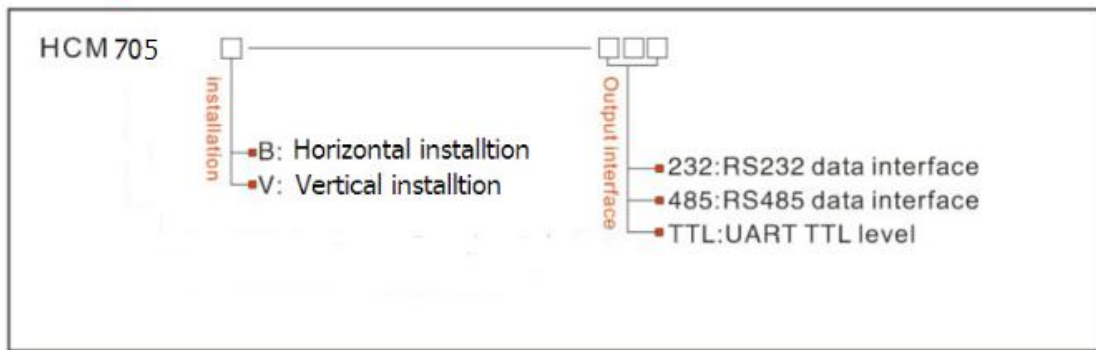 HCM 705
installation
Output interface
B: Horizontal installtion
V: Vertical installtion
232:RS232 data interface
485:RS485 data interface
TTL:UART TTL level